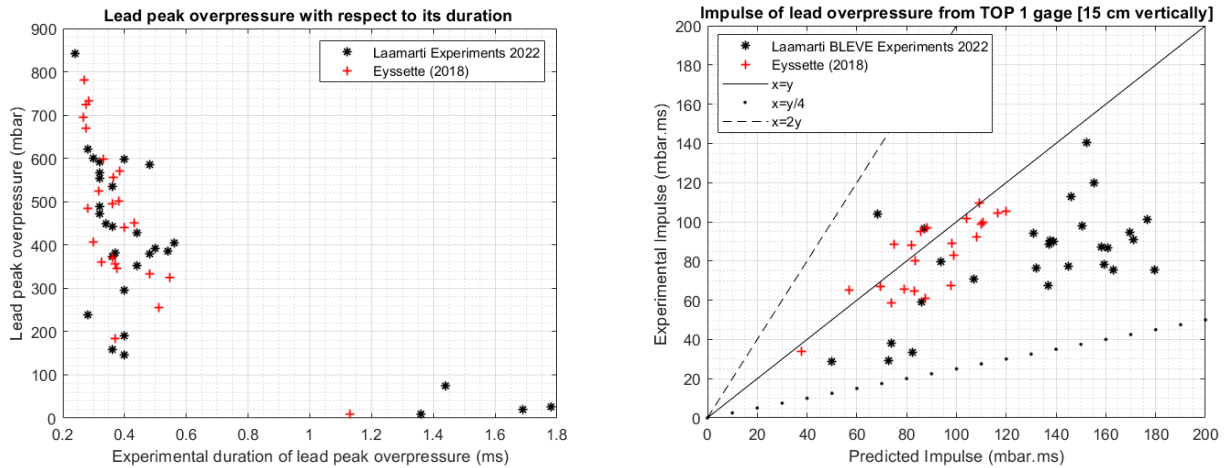 Lead peak overpressure with respect to its duration
Lead peak overpressure (mbar)
900
800
700
600
500
400
300
200
100
0
Laamarti Experiments 2022
Eyssette (2018)
0.2 0.4 0.6 0.8 1 1.2 1.4 1.6 1.8
Experimental duration of lead peak overpressure (ms)
Impulse of lead overpressure from TOP 1 gage [15 cm vertically]
Experimental Impulse (mbar.ms)
200
180
160
140
120
100
80
60
40
20
0
Laamarti BLEVE Experiments 2022
Eyssette (2018)
x=y
x=y/4
x=2y
0 20 40 60 80 100 120 140 160 180 200
Predicted Impulse (mbar.ms)